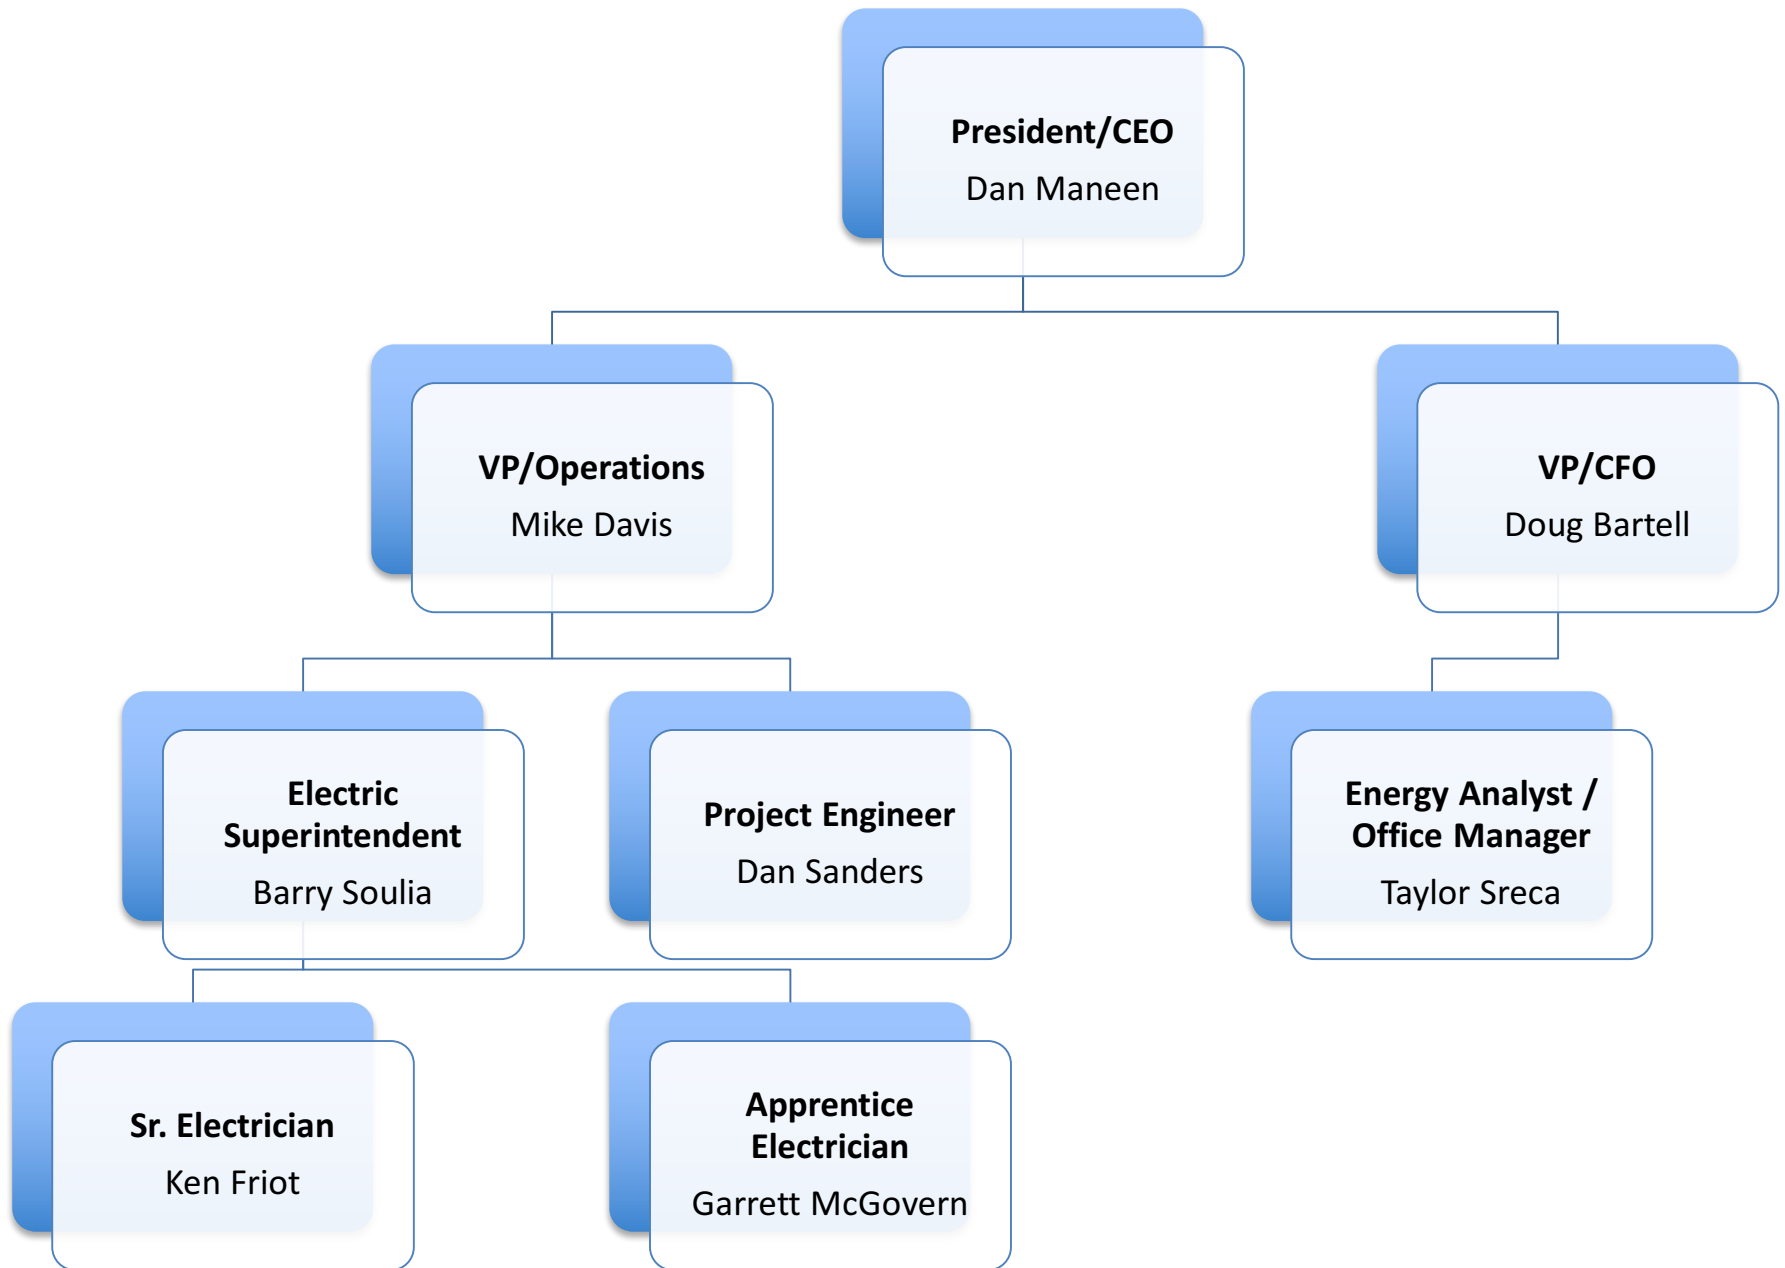 President/CEO
Dan Maneen
VP/Operations
Mike Davis
VP/CFO
Doug Bartell
Electric
Superintendent
Barry Soulia
Project Engineer
Dan Sanders
Energy Analyst /
Office Manager
Taylor Sreca
Sr. Electrician
Ken Friot
Apprentice
Electrician
Garrett McGovern